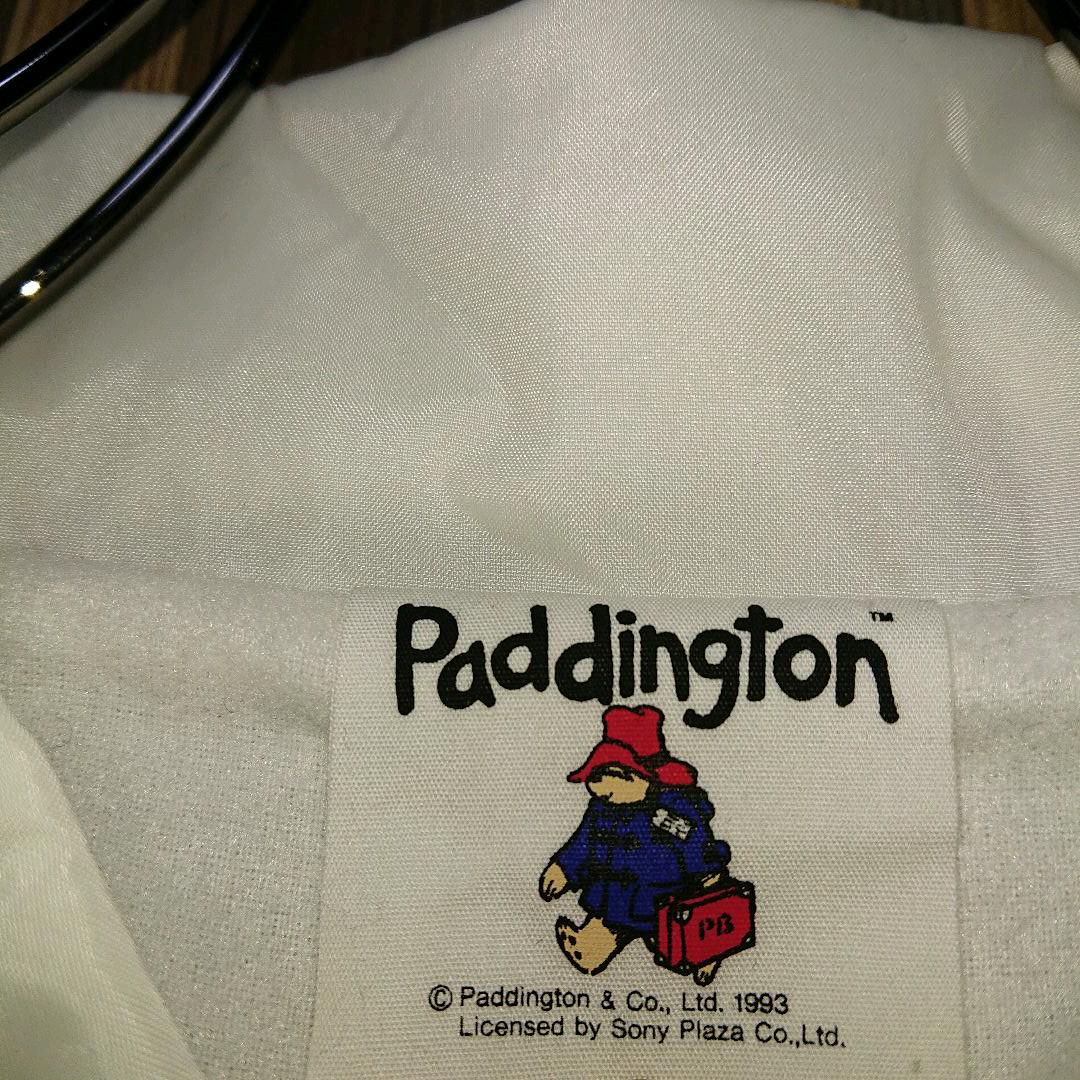 Paddington™
PB
© Paddington & Co., Ltd. 1993
Licensed by Sony Plaza Co.,Ltd.